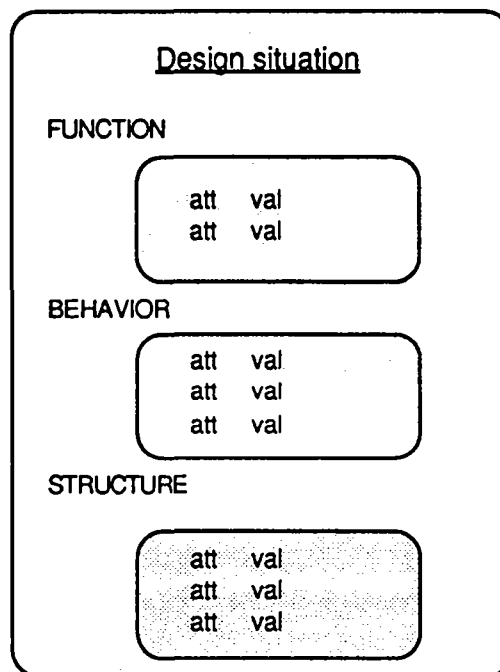 Design situation
FUNCTION
att val
att val
BEHAVIOR
att val
att val
att val
STRUCTURE
att val
att val
att val